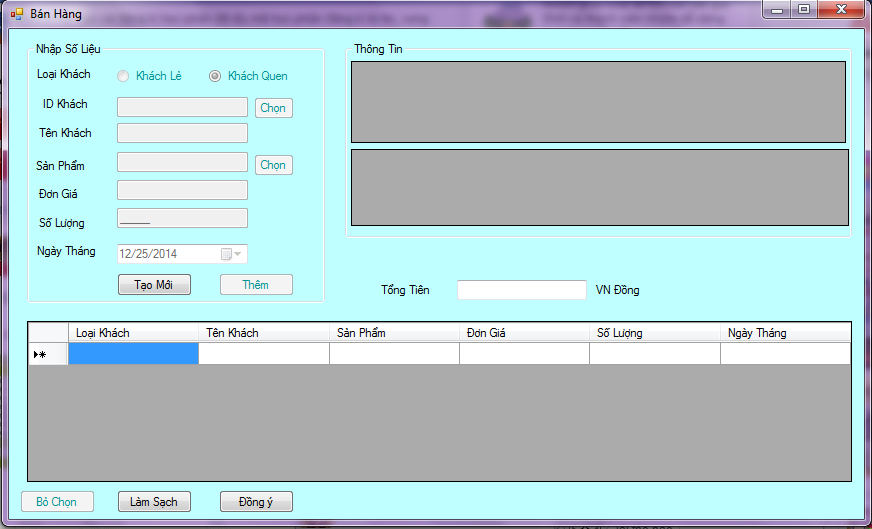 Bán Hàng
Nhập Số Liệu
Loại Khách Khách Lẻ Khách Quen
ID Khách Chọn
Tên Khách
Sản Phẩm Chọn
Đơn Giá
Số Lượng _____
Ngày Tháng 12/25/2014
Tạo Mới Thêm
Thông Tin
Tổng Tiên VN Đồng
Loại Khách Tên Khách Sản Phẩm Đơn Giá Số Lượng Ngày Tháng
Bỏ Chọn Làm Sạch Đồng ý